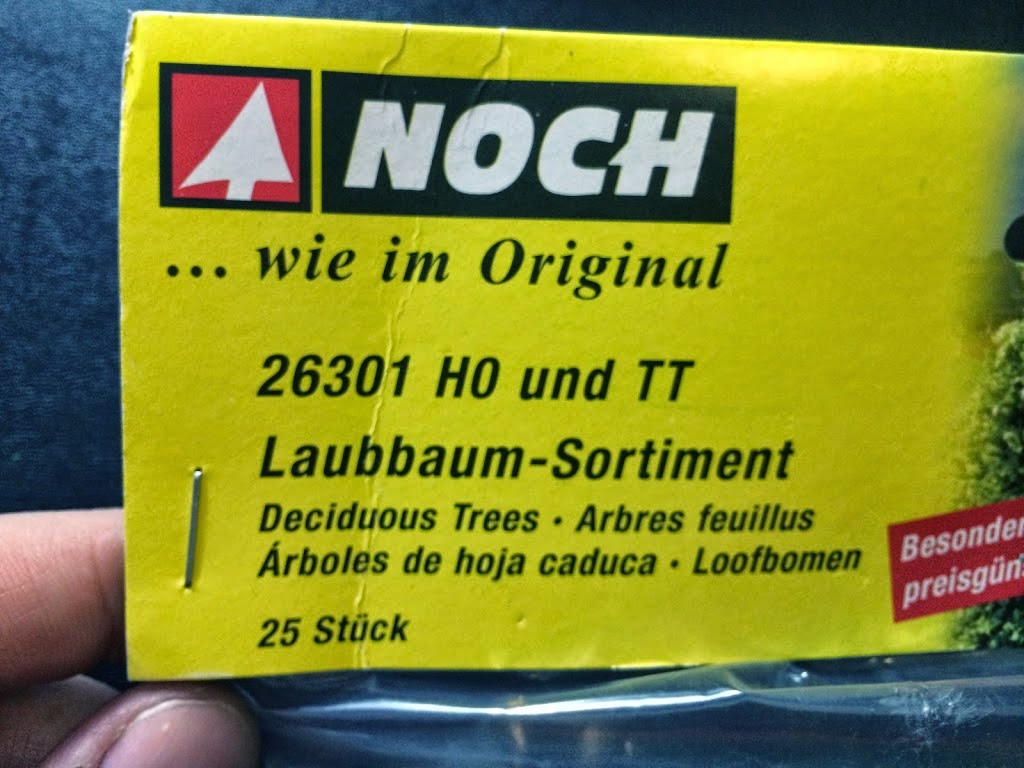 NOCH
... wie im Original
26301 H0 und TT
Laubbaum-Sortiment
Deciduous Trees • Arbres feuillus
Árboles de hoja caduca • Loofbomen
25 Stück